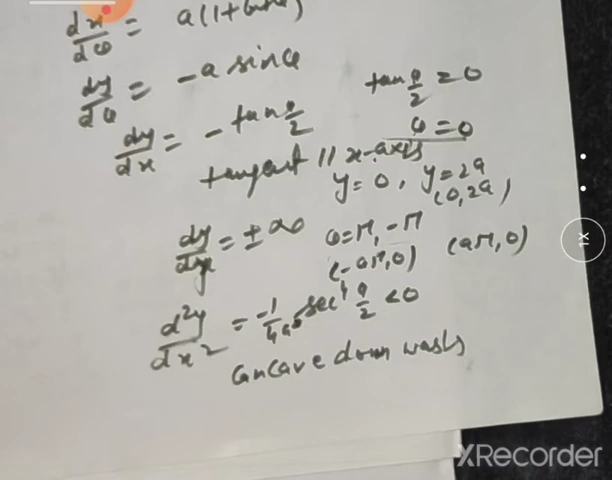 dx/dθ = a(1+cosθ)
dy/dθ = -a sinθ
dy/dx = -tan θ/2
tan θ/2 = 0
θ = 0
tangent // x-axis
y=0, y=2a
(0,2a)
dy/dx = ±∞ θ=π, -π
(-aπ,0) (aπ,0)
d²y/dx² = -1/4a sec⁴ θ/2 <0
concave down wards
X1
XRecorder